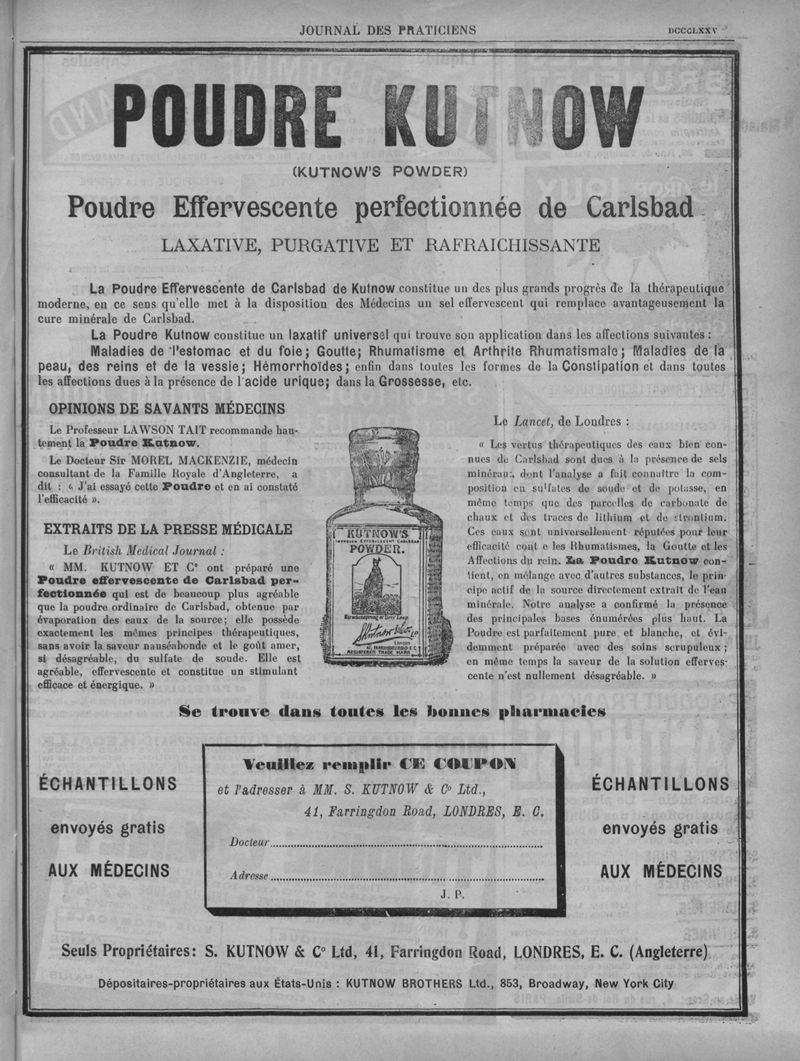 JOURNAL DES PRATICIENS DCCCLXXV
POUDRE KUTNOW
(KUTNOW'S POWDER)
Poudre Effervescente perfectionnée de Carlsbad
LAXATIVE, PURGATIVE ET RAFRAICHISSANTE
La Poudre Effervescente de Carlsbad de Kutnow constitue un des plus grands progrès de la thérapeutique
moderne, en ce sens qu'elle met à la disposition des Médecins un sel effervescent qui remplace avantageusement la
cure minérale de Carlsbad.
La Poudre Kutnow constitue un laxatif universel qui trouve son application dans les affections suivantes :
Maladies de l'estomac et du foie; Goutte; Rhumatisme et Arthrite Rhumatismale; Maladies de la
peau, des reins et de la vessie; Hémorrhoïdes; enfin dans toutes les formes de la Constipation et dans toutes
les affections dues à la présence de l'acide urique; dans la Grossesse, etc.
OPINIONS DE SAVANTS MÉDECINS
Le Professeur LAWSON TAIT recommande hau-
tement la Poudre Kutnow.
Le Docteur Sir MOREL MACKENZIE, médecin
consultant de la Famille Royale d'Angleterre, a
dit : « J'ai essayé cette Poudre et en ai constaté
l'efficacité ».
EXTRAITS DE LA PRESSE MÉDICALE
Le British Medical Journal :
« MM. KUTNOW ET Cᵉ ont préparé une
Poudre effervescente de Carlsbad per-
fectionnée qui est de beaucoup plus agréable
que la poudre ordinaire de Carlsbad, obtenue par
évaporation des eaux de la source; elle possède
exactement les mêmes principes thérapeutiques,
sans avoir la saveur nauséabonde et le goût amer,
si désagréable, du sulfate de soude. Elle est
agréable, effervescente et constitue un stimulant
efficace et énergique. »
KUTNOW'S
IMPROVED EFFERVESCENT CARLSBAD
POWDER.
Hirschensprung or Deer Leap
S. Kutnow & Co Ld
London
41, FARRINGDON ROAD E.C.
REGISTERED TRADE MARK
Le Lancet, de Londres :
« Les vertus thérapeutiques des eaux bien con-
nues de Carlsbad sont dues à la présence de sels
minéraux dont l'analyse a fait connaître la com-
position en sulfates de soude et de potasse, en
même temps que des parcelles de carbonate de
chaux et des traces de lithium et de strontium.
Ces eaux sont universellement réputées pour leur
efficacité contre les Rhumatismes, la Goutte et les
Affections du rein. La Poudre Kutnow con-
tient, en mélange avec d'autres substances, le prin-
cipe actif de la source directement extrait de l'eau
minérale. Notre analyse a confirmé la présence
des principales bases énumérées plus haut. La
Poudre est parfaitement pure et blanche, et évi-
demment préparée avec des soins scrupuleux;
en même temps la saveur de la solution efferves-
cente n'est nullement désagréable. »
Se trouve dans toutes les bonnes pharmacies
ÉCHANTILLONS
envoyés gratis
AUX MÉDECINS
Veuillez remplir CE COUPON
et l'adresser à MM. S. KUTNOW & Cº Ltd.,
41, Farringdon Road, LONDRES, E. C.
Docteur
Adresse
J. P.
ÉCHANTILLONS
envoyés gratis
AUX MÉDECINS
Seuls Propriétaires: S. KUTNOW & Cº Ltd, 41, Farringdon Road, LONDRES, E. C. (Angleterre)
Dépositaires-propriétaires aux États-Unis : KUTNOW BROTHERS Ltd., 853, Broadway, New York City